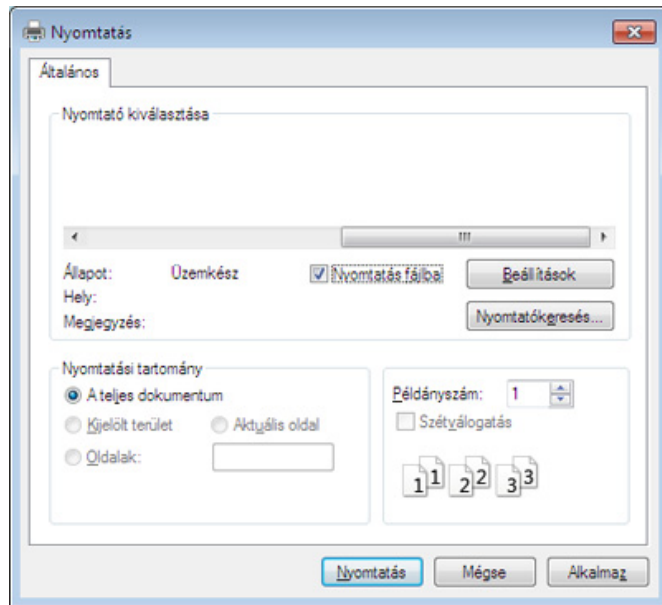 Nyomtatás
Általános
Nyomtató kiválasztása
Állapot: Üzemkész
Nyomtatás fájlba
Beállítások
Hely:
Megjegyzés:
Nyomtatókeresés...
Nyomtatási tartomány
A teljes dokumentum
Kijelölt terület
Aktuális oldal
Oldalak:
Példányszám: 1
Szétválogatás
1 1 2 2 3 3
Nyomtatás
Mégse
Alkalmaz